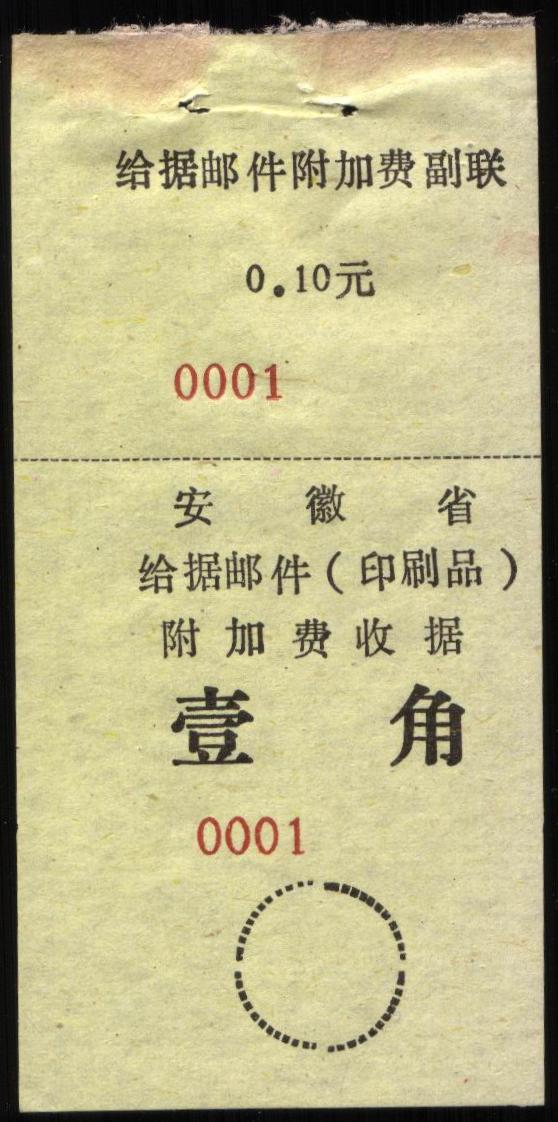 给据邮件附加费副联
0.10元
0001
安徽省
给据邮件(印刷品)
附加费收据
壹角
0001